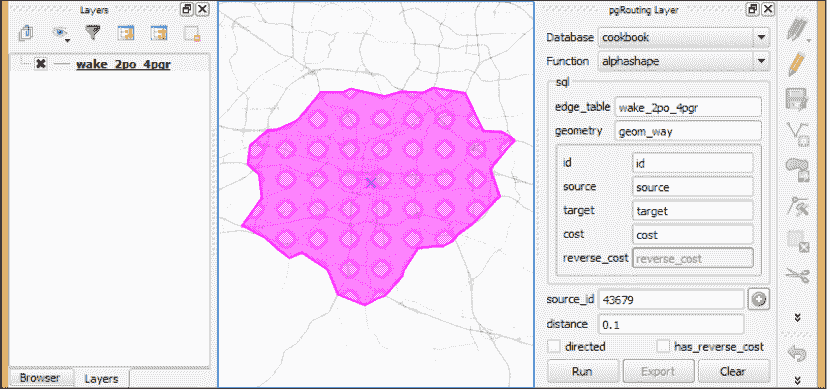 Layers
wake_2po_4pgr
Browser
Layers
pgRouting Layer
Database cookbook
Function alphashape
sql
edge_table wake_2po_4pgr
geometry geom_way
id id
source source
target target
cost cost
reverse_cost reverse_cost
source_id 43679
distance 0.1
directed has_reverse_cost
Run Export Clear